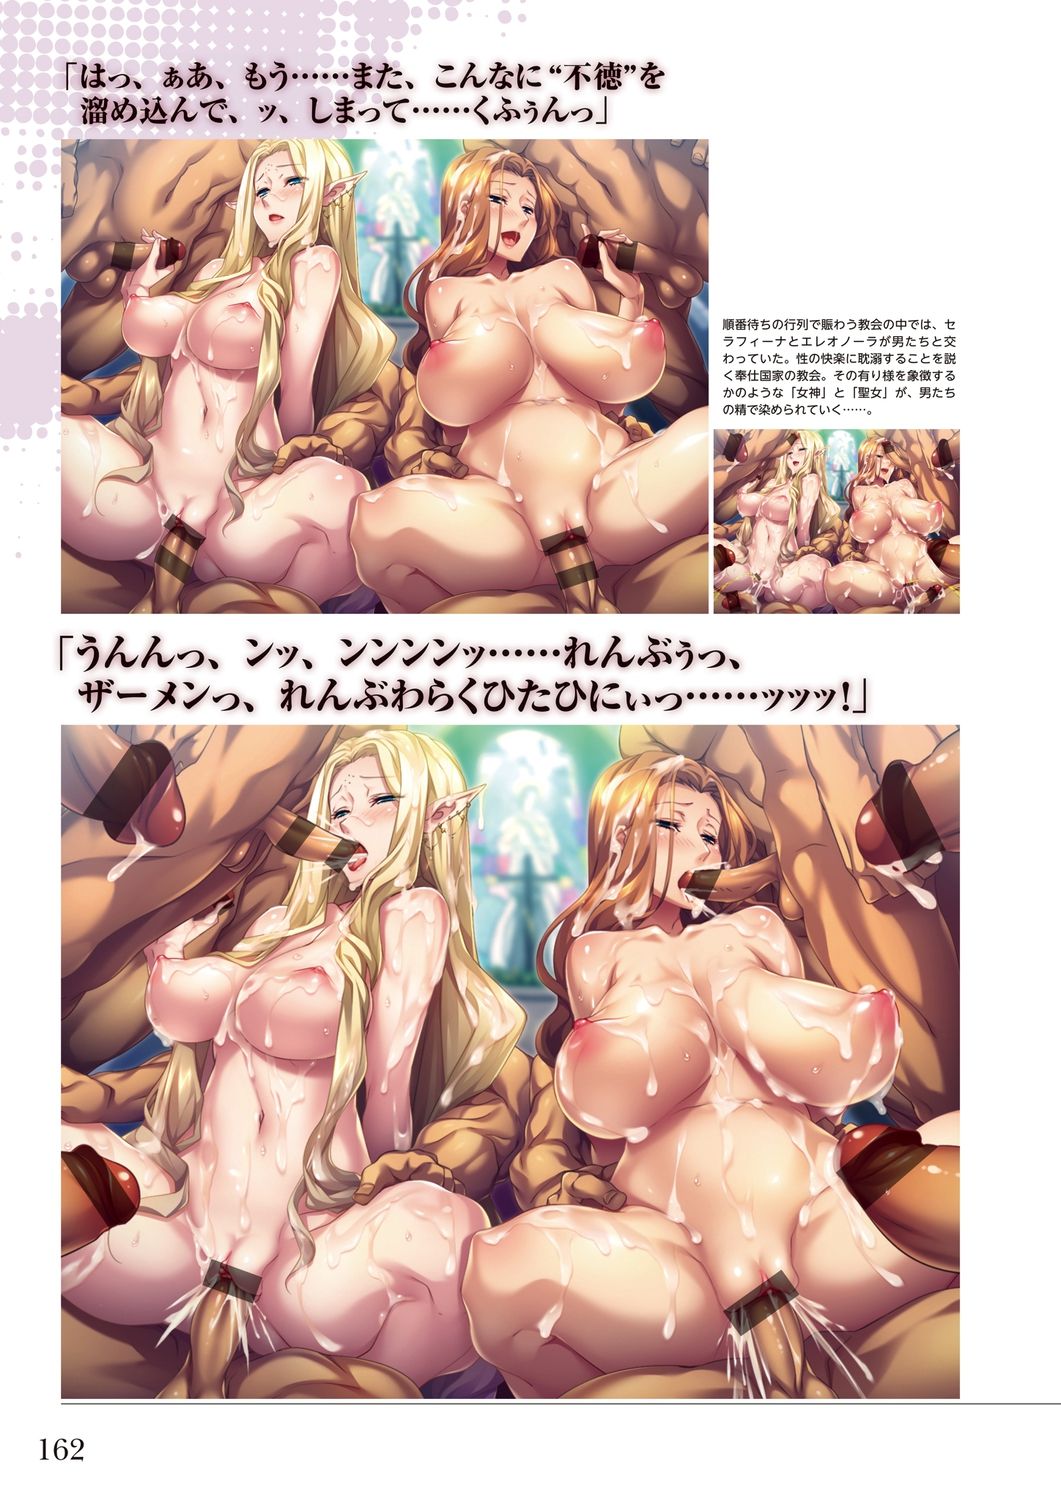 「はっ、ぁあ、もう……また、こんなに“不徳”を
溜め込んで、ッ、しまって……くふぅんっ」
順番待ちの行列で賑わう教会の中では、セ
ラフィーナとエレオノーラが男たちと交
わっていた。性の快楽に耽溺することを説
く奉仕国家の教会。その有り様を象徴する
かのような「女神」と「聖女」が、男たち
の精で染められていく……。
「うんんっ、ンッ、ンンンンッ……れんぶぅっ、
ザーメンっ、れんぶわらくひたひにぃっ……ッッッ!」
162